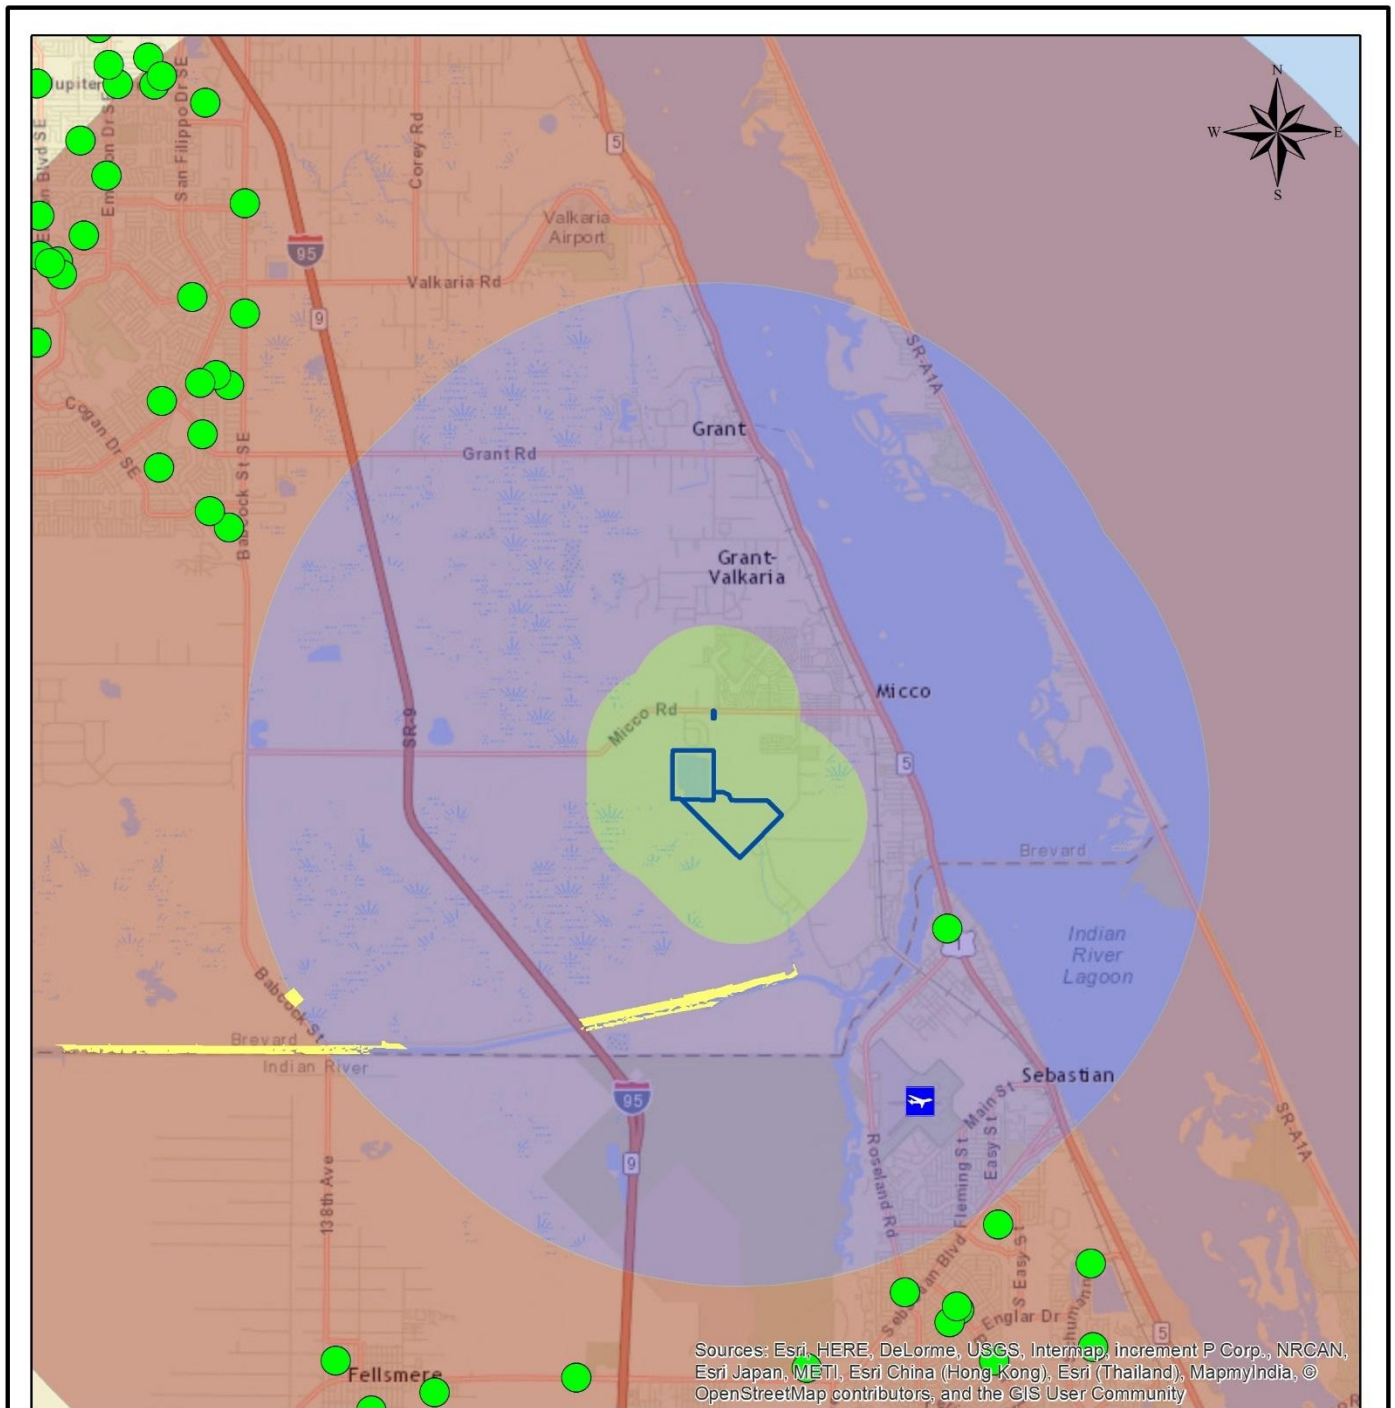 N
W
E
S
Jupiter
San Filippo Dr SE
Corey Rd
5
Valkaria
Airport
95
Valkaria Rd
9
SR-A1A
Cogan Dr SE
Babcock St SE
Grant
Grant Rd
Grant-
Valkaria
Micco
Micco Rd
SR-9
5
Brevard
1
Indian
River
Lagoon
Babcock St
Brevard
Indian River
Sebastian
95
Main St
Easy St
SR-A1A
9
138th Ave
Roseland Rd
Fleming St
S Easy St
Englar Dr
5
Fellsmere
Sources: Esri, HERE, DeLorme, USGS, Intermap, increment P Corp., NRCAN,
Esri Japan, METI, Esri China (Hong Kong), Esri (Thailand), MapmyIndia, ©
OpenStreetMap contributors, and the GIS User Community